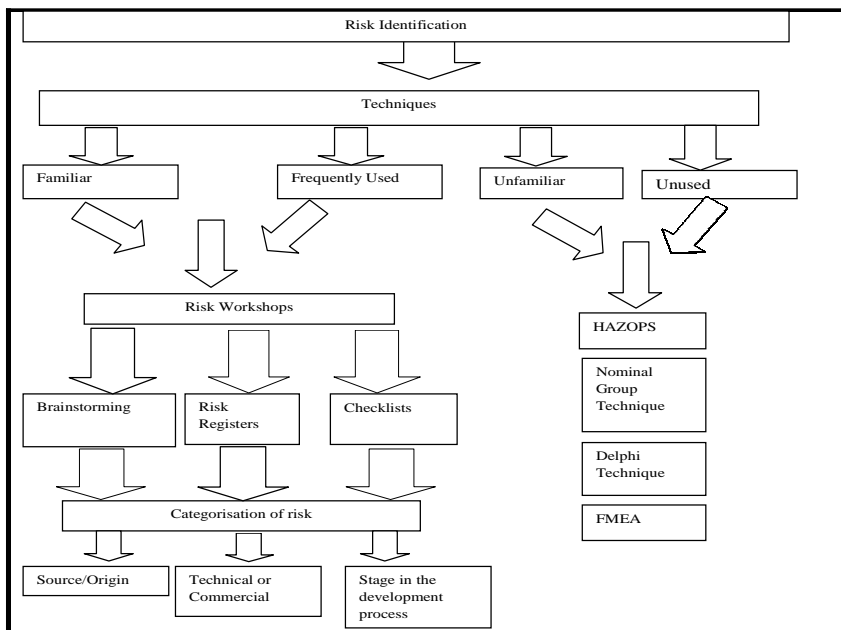 Risk Identification
Techniques
Familiar
Frequently Used
Unfamiliar
Unused
Risk Workshops
HAZOPS
Nominal
Group
Technique
Brainstorming
Risk
Registers
Checklists
Delphi
Technique
Categorisation of risk
FMEA
Source/Origin
Technical or
Commercial
Stage in the
development
process